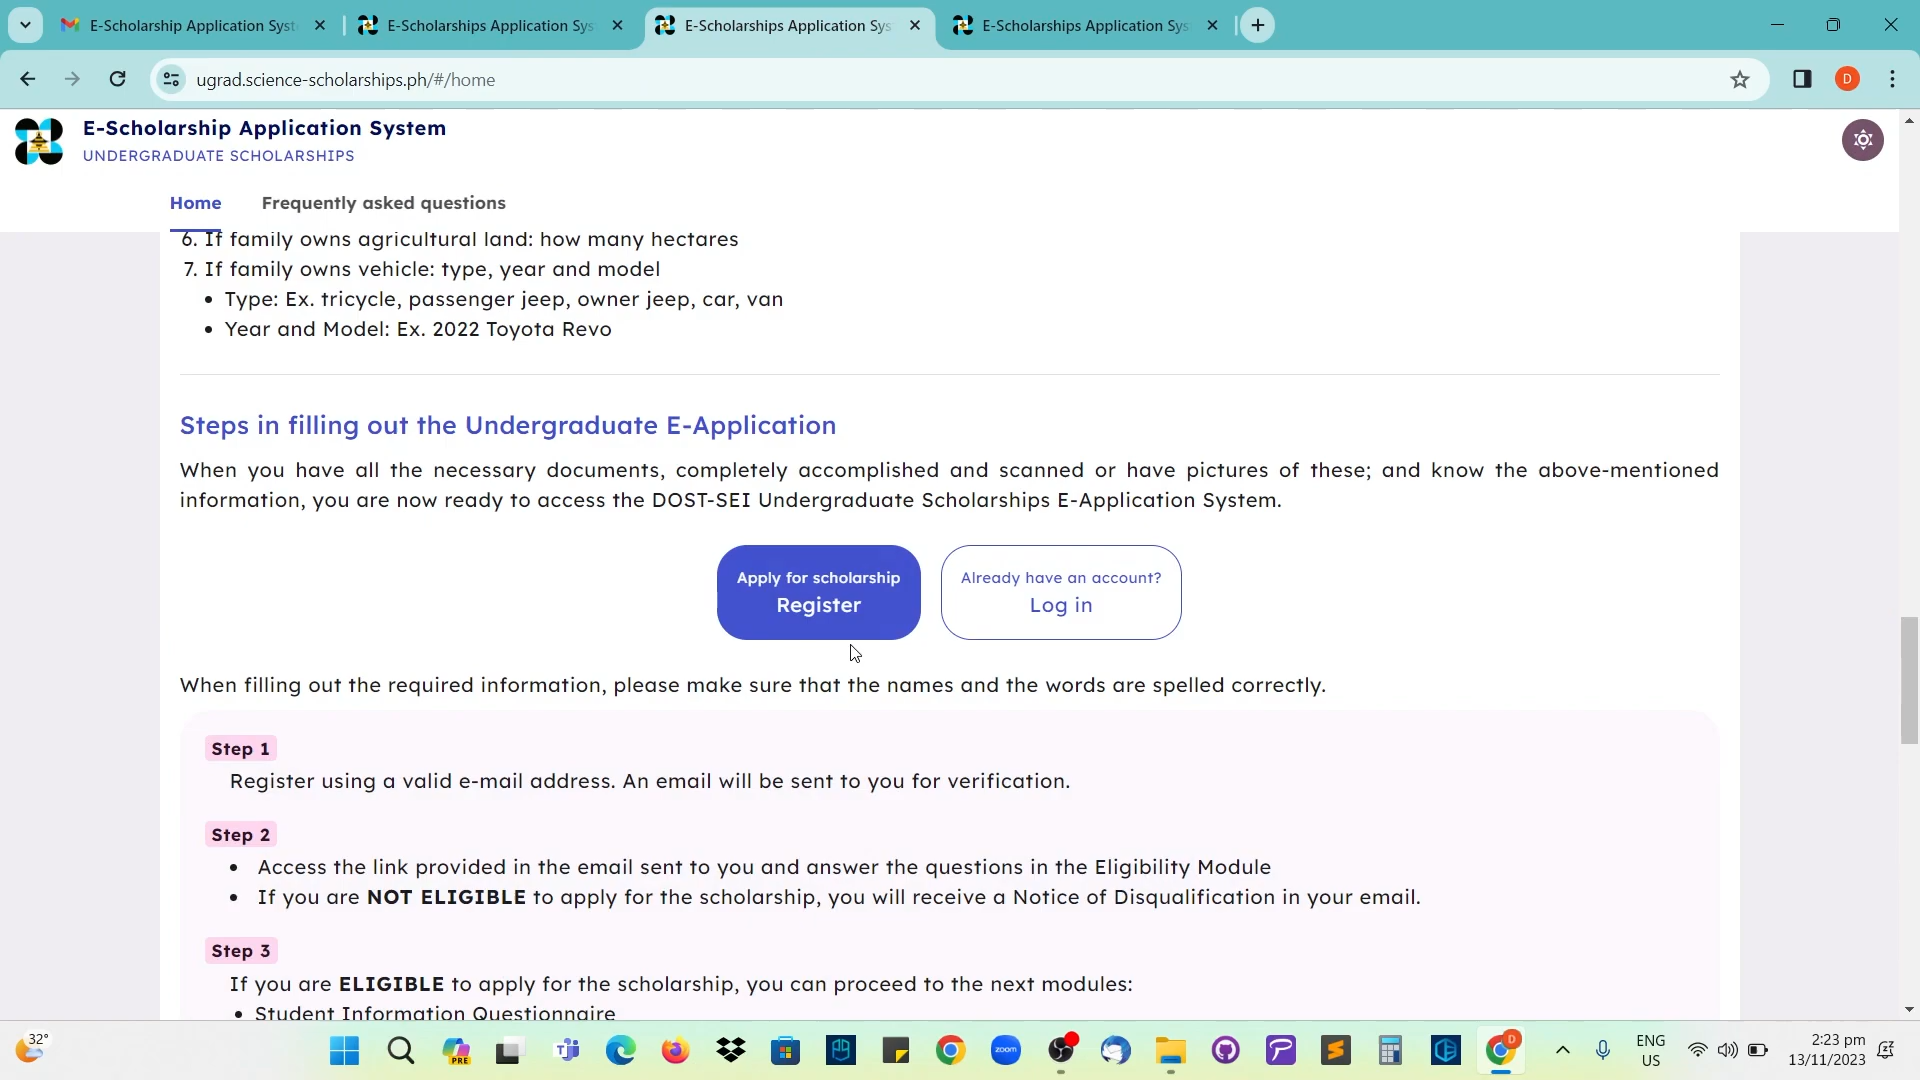 E-Scholarship Application Syst
E-Scholarships Application Sys
E-Scholarships Application Sys
E-Scholarships Application Sys
ugrad.science-scholarships.ph/#/home
D
E-Scholarship Application System
UNDERGRADUATE SCHOLARSHIPS
Home
Frequently asked questions
6. If family owns agricultural land: how many hectares
7. If family owns vehicle: type, year and model
• Type: Ex. tricycle, passenger jeep, owner jeep, car, van
• Year and Model: Ex. 2022 Toyota Revo
Steps in filling out the Undergraduate E-Application
When you have all the necessary documents, completely accomplished and scanned or have pictures of these; and know the above-mentioned
information, you are now ready to access the DOST-SEI Undergraduate Scholarships E-Application System.
Apply for scholarship
Register
Already have an account?
Log in
When filling out the required information, please make sure that the names and the words are spelled correctly.
Step 1
Register using a valid e-mail address. An email will be sent to you for verification.
Step 2
• Access the link provided in the email sent to you and answer the questions in the Eligibility Module
• If you are NOT ELIGIBLE to apply for the scholarship, you will receive a Notice of Disqualification in your email.
Step 3
If you are ELIGIBLE to apply for the scholarship, you can proceed to the next modules:
• Student Information Questionnaire
32°
PRE
zoom
D
ENG
US
2:23 pm
13/11/2023